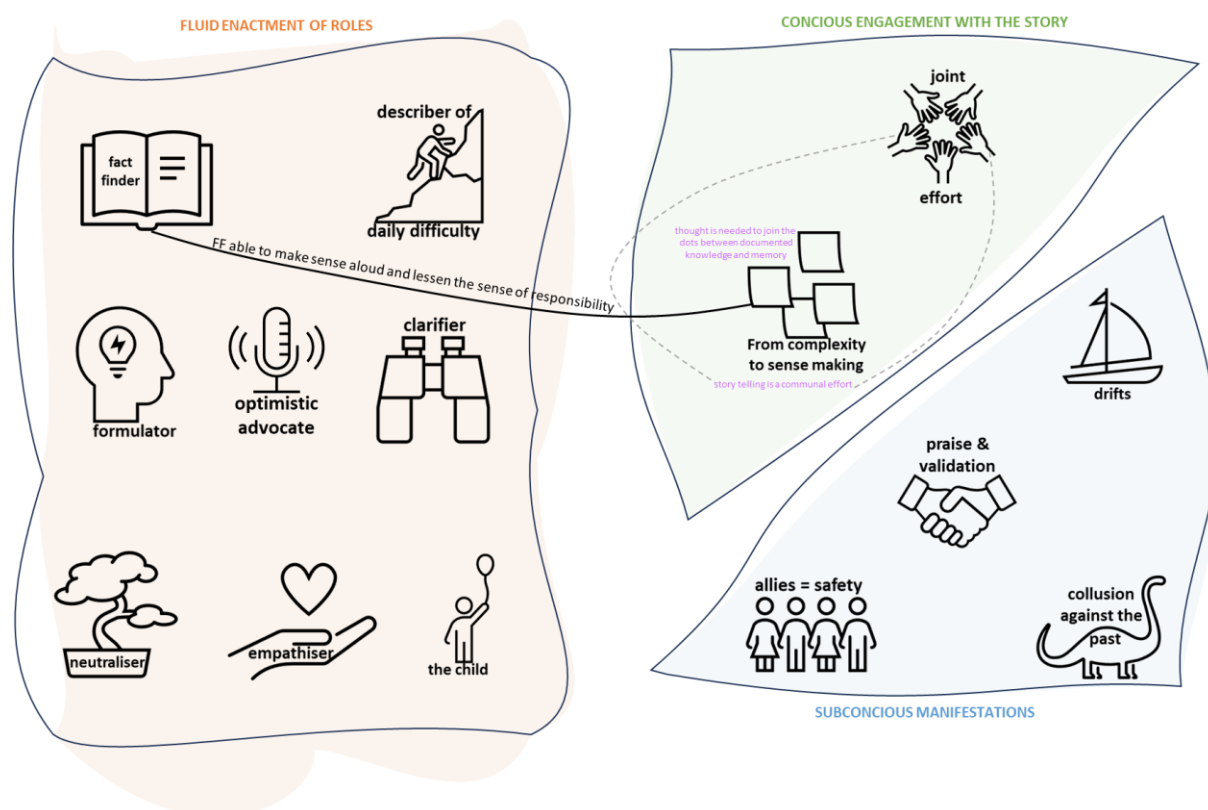 FLUID ENACTMENT OF ROLES
fact
finder
describer of
daily difficulty
FF able to make sense aloud and lessen the sense of responsibility
formulator
optimistic
advocate
clarifier
neutraliser
empathiser
the child
CONCIOUS ENGAGEMENT WITH THE STORY
joint
effort
thought is needed to join the
dots between documented
knowledge and memory
From complexity
to sense making
story telling is a communal effort
drifts
praise &
validation
allies = safety
collusion
against the
past
SUBCONCIOUS MANIFESTATIONS